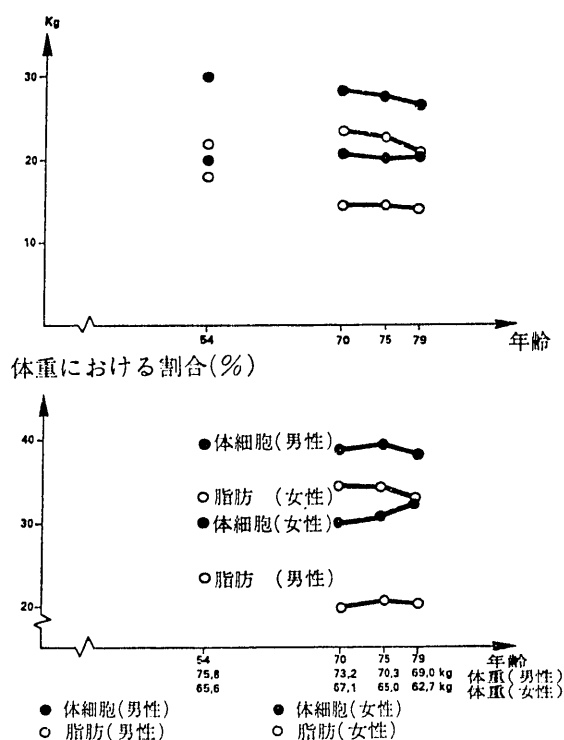 Kg
30
20
10
54 70 75 79
年齢
体重における割合(%)
40
体細胞(男性)
脂肪 (女性)
30
体細胞(女性)
脂肪 (男性)
20
54 70 75 79 年齢
75,8 73,2 70,3 69,0 kg 体重(男性)
65,6 67,1 65,0 62,7 kg 体重(女性)
体細胞(男性) 体細胞(女性)
脂肪(男性) 脂肪(女性)